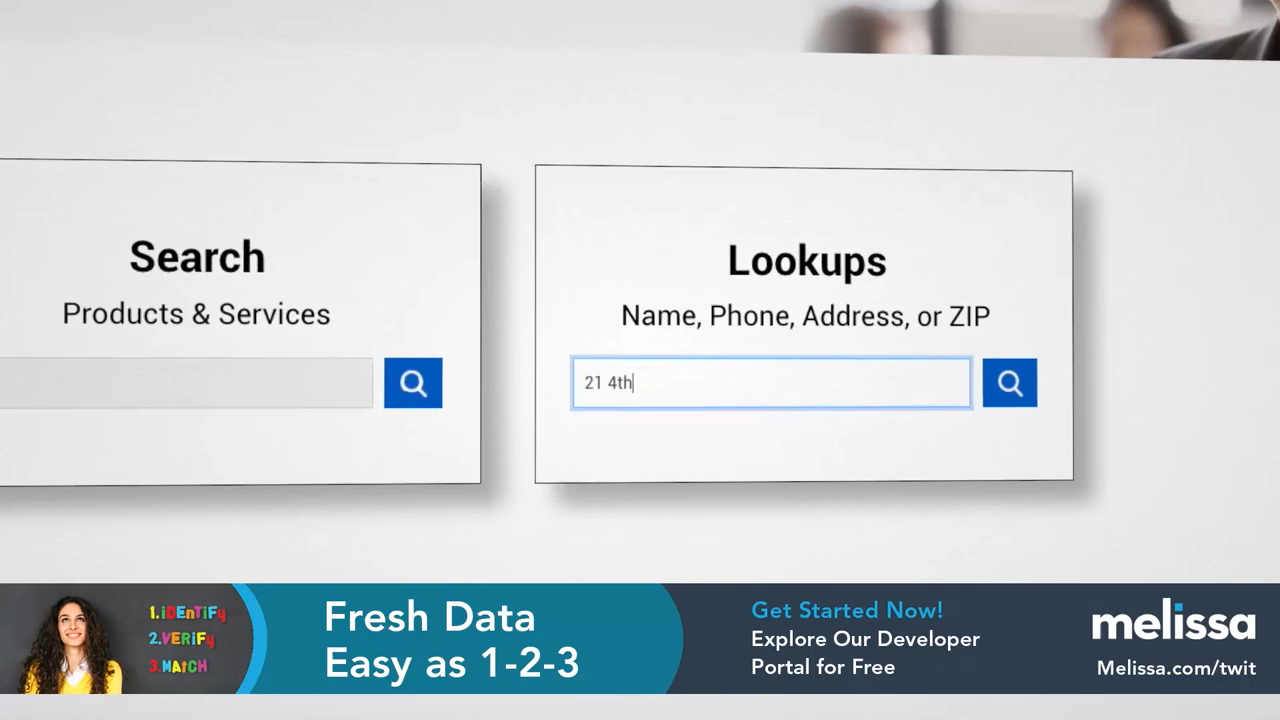 Search
Products & Services
Lookups
Name, Phone, Address, or ZIP
21 4th
1.iDEnTiFy
2.VERiFy
3.MAtCH
Fresh Data
Easy as 1-2-3
Get Started Now!
Explore Our Developer
Portal for Free
melissa
Melissa.com/twit